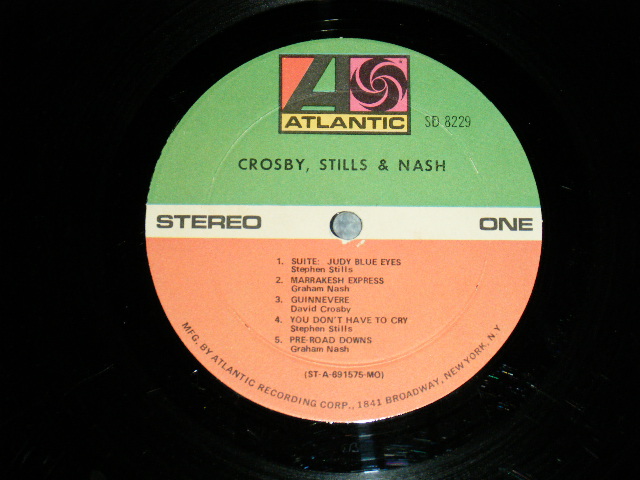 ATLANTIC
SD 8229
CROSBY, STILLS & NASH
STEREO
ONE
1. SUITE: JUDY BLUE EYES
Stephen Stills
2. MARRAKESH EXPRESS
Graham Nash
3. GUINNEVERE
David Crosby
4. YOU DON'T HAVE TO CRY
Stephen Stills
5. PRE-ROAD DOWNS
Graham Nash
(ST-A-691575-MO)
MFG. BY ATLANTIC RECORDING CORP., 1841 BROADWAY, NEW YORK, N.Y.